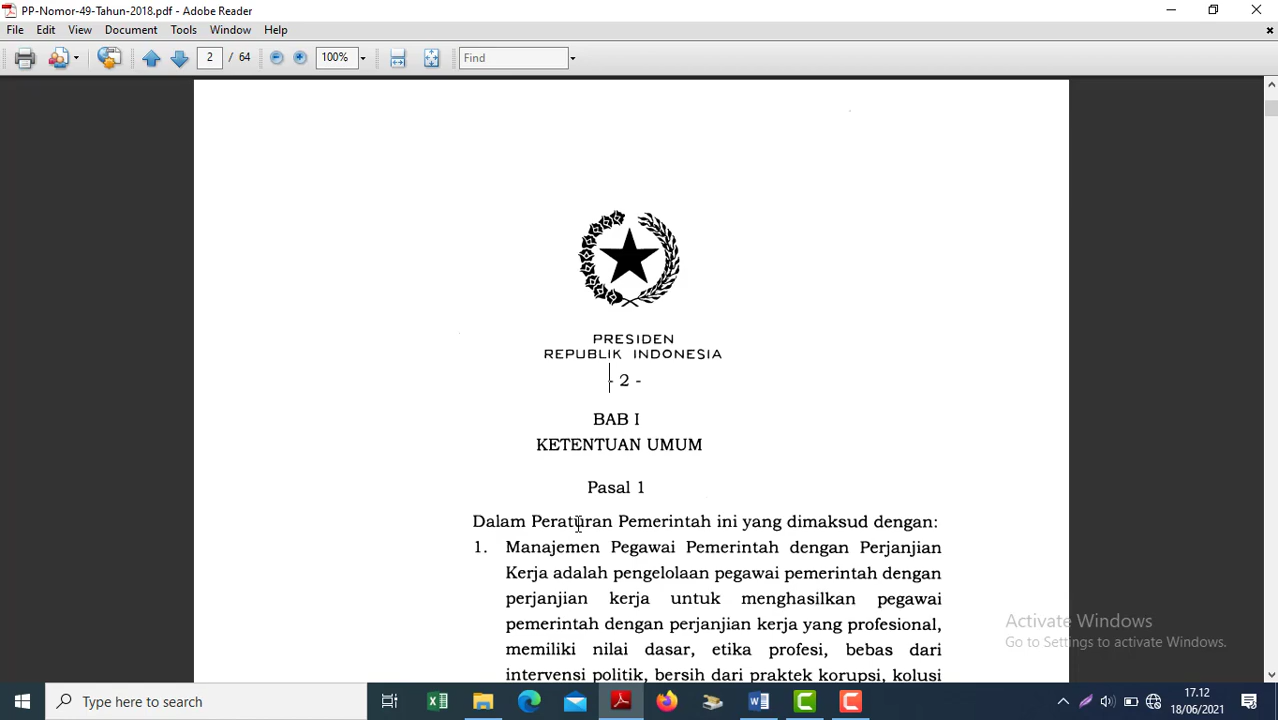 PP-Nomor-49-Tahun-2018.pdf - Adobe Reader
File Edit View Document Tools Window Help
2 / 64 100% Find
PRESIDEN
REPUBLIK INDONESIA
- 2 -
BAB I
KETENTUAN UMUM
Pasal 1
Dalam Peraturan Pemerintah ini yang dimaksud dengan:
1. Manajemen Pegawai Pemerintah dengan Perjanjian
Kerja adalah pengelolaan pegawai pemerintah dengan
perjanjian kerja untuk menghasilkan pegawai
pemerintah dengan perjanjian kerja yang profesional,
memiliki nilai dasar, etika profesi, bebas dari
intervensi politik, bersih dari praktek korupsi, kolusi
Activate Windows
Go to Settings to activate Windows.
Type here to search
17.12
18/06/2021